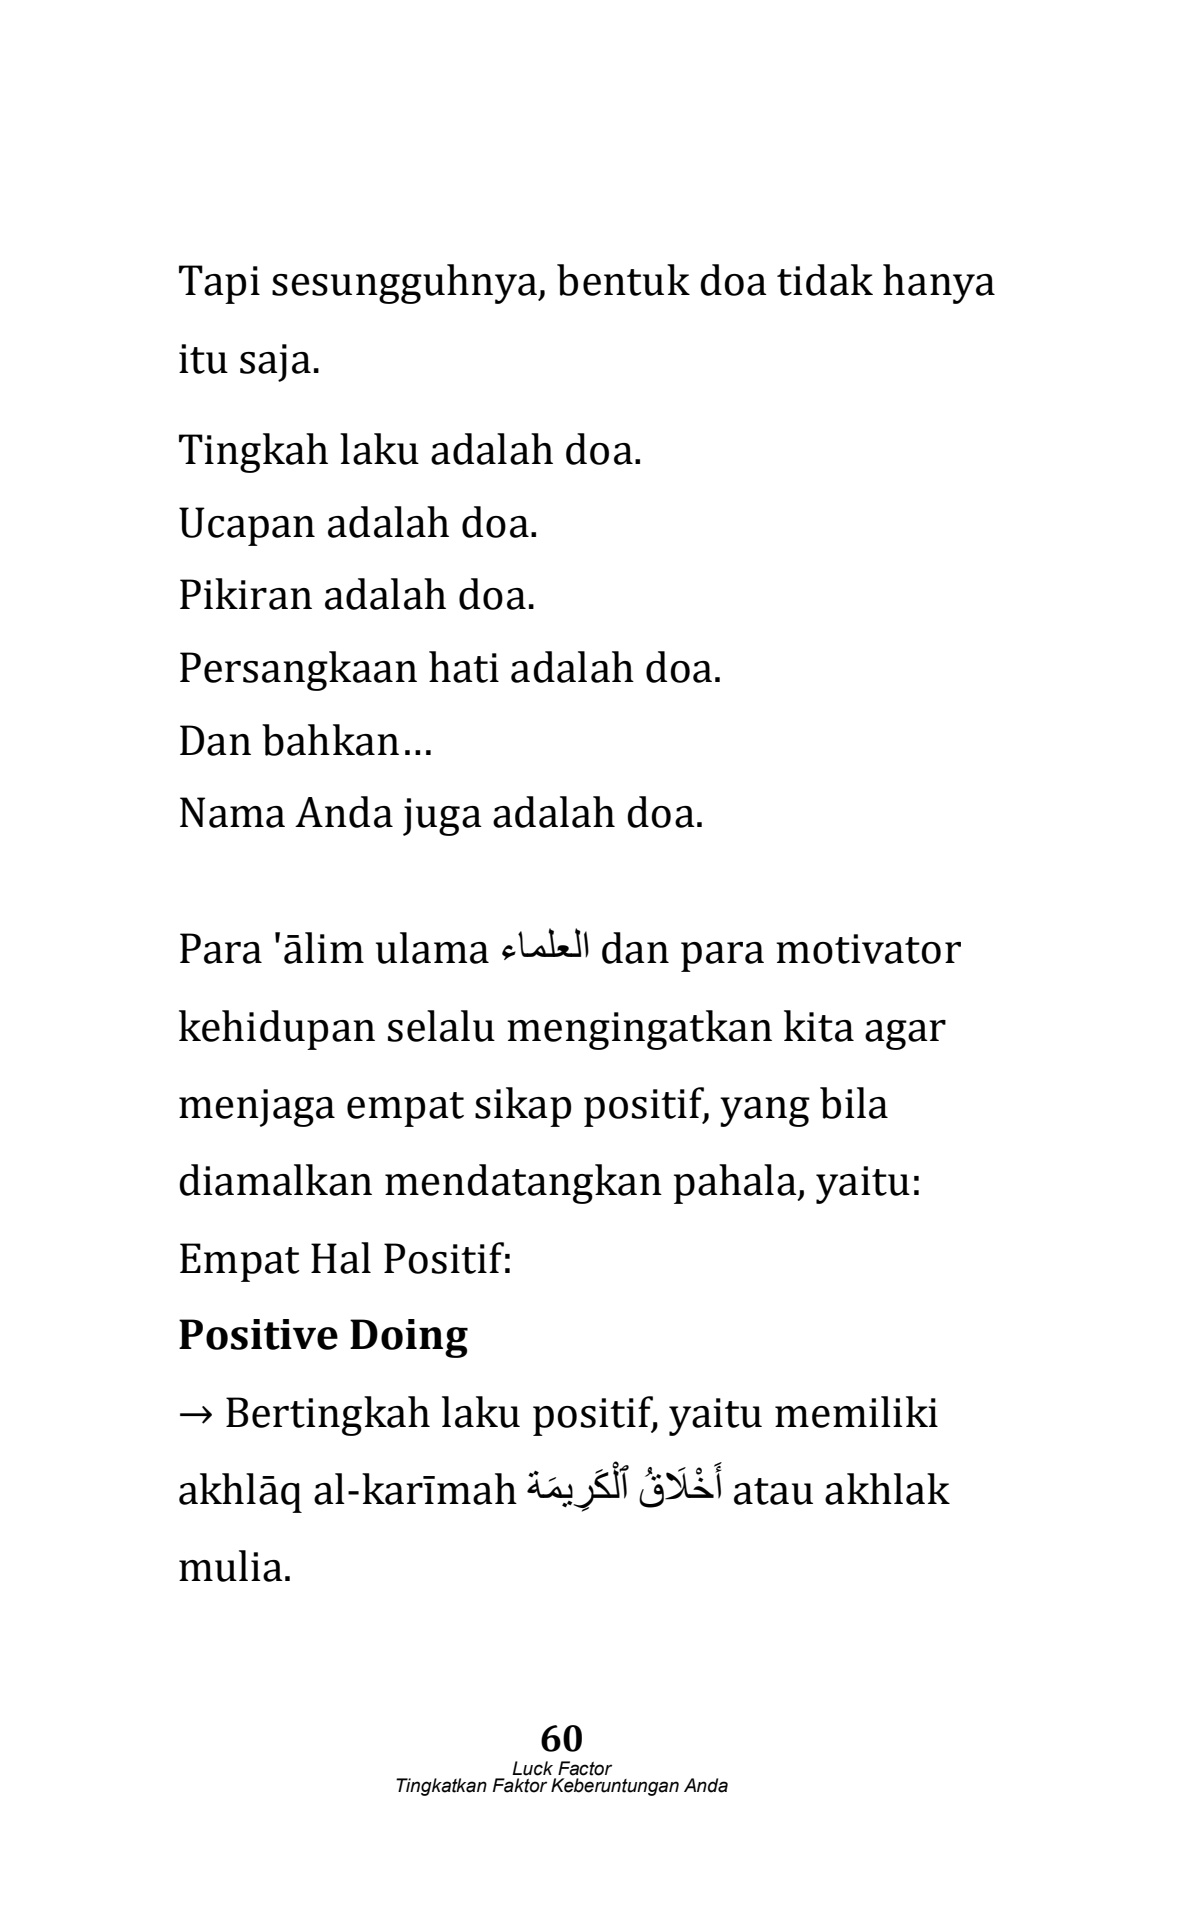 Tapi sesungguhnya, bentuk doa tidak hanya
itu saja.
Tingkah laku adalah doa.
Ucapan adalah doa.
Pikiran adalah doa.
Persangkaan hati adalah doa.
Dan bahkan…
Nama Anda juga adalah doa.
Para 'ālim ulama العلماء dan para motivator
kehidupan selalu mengingatkan kita agar
menjaga empat sikap positif, yang bila
diamalkan mendatangkan pahala, yaitu:
Empat Hal Positif:
Positive Doing
→ Bertingkah laku positif, yaitu memiliki
akhlāq al-karīmah أَخْلَاقُ ٱلْكَرِيمَة atau akhlak
mulia.
60
Luck Factor
Tingkatkan Faktor Keberuntungan Anda